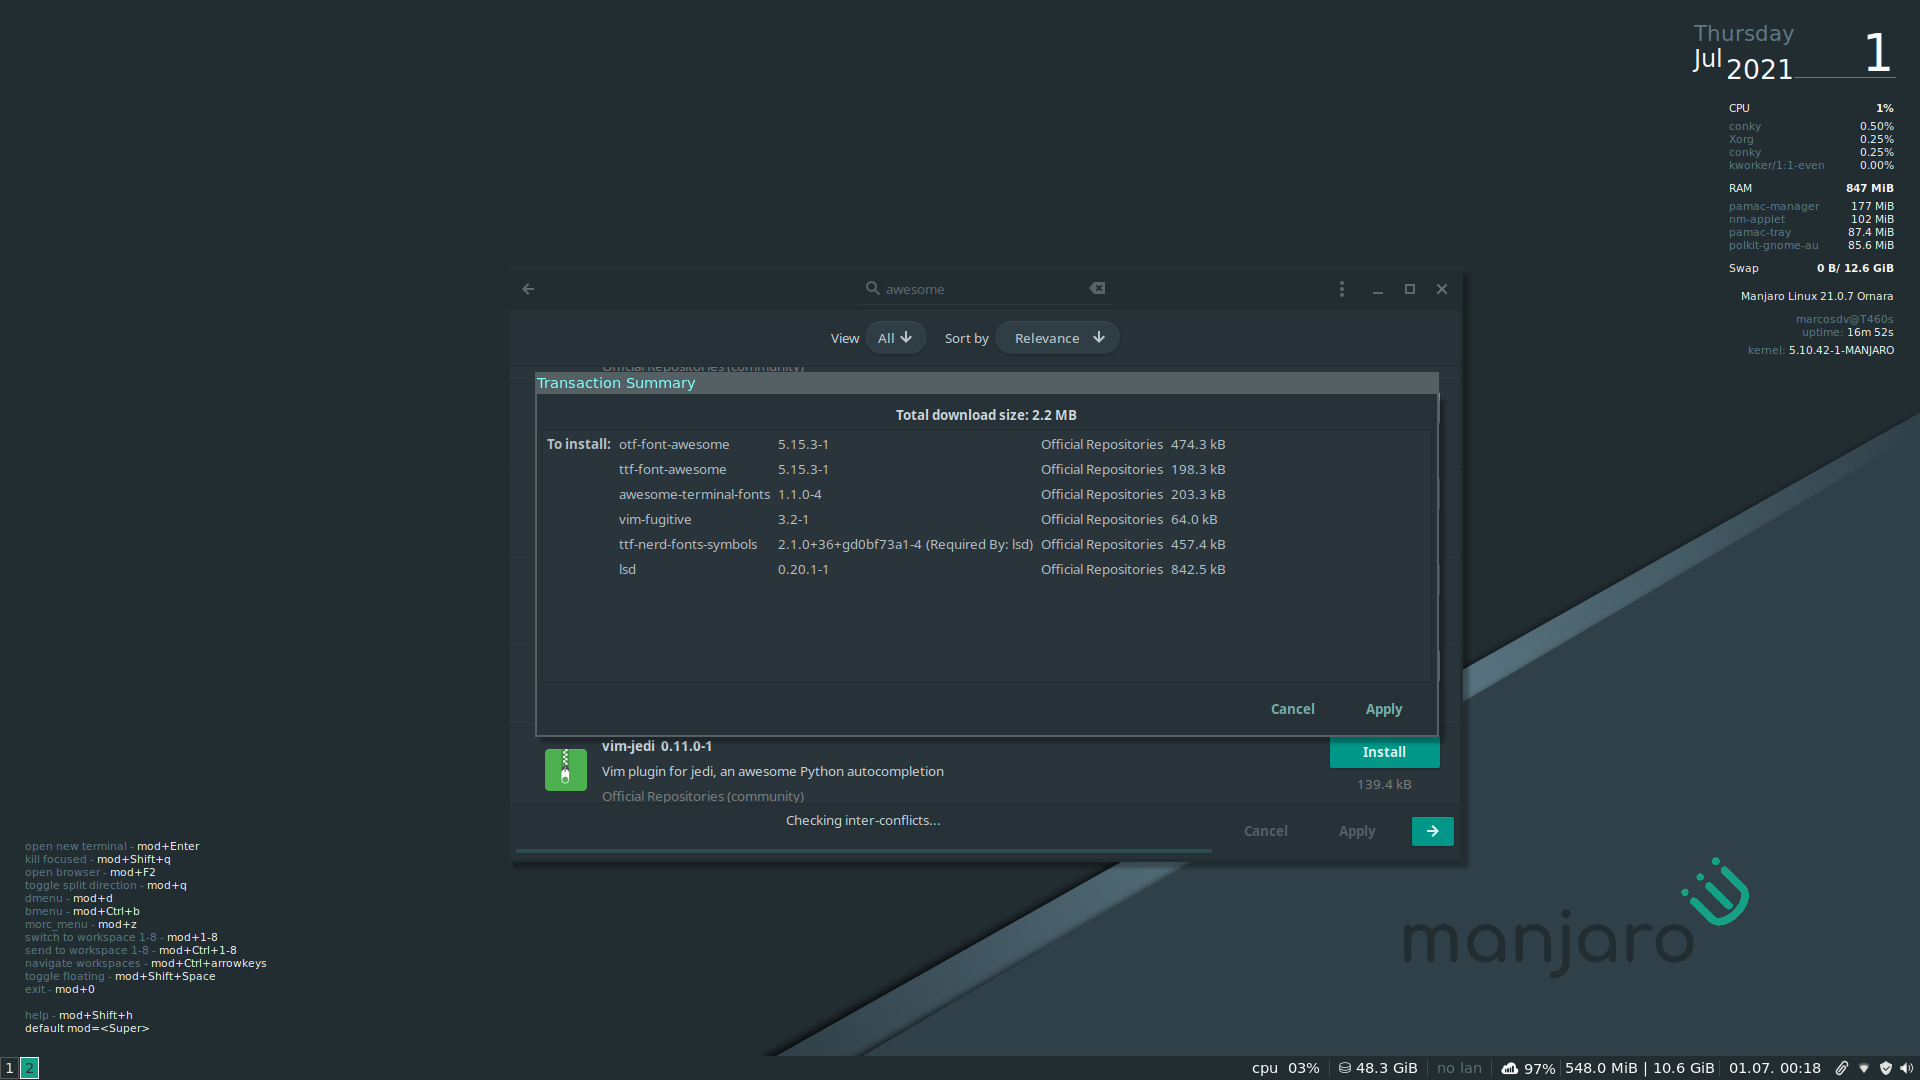 Thursday
Jul 2021 1
CPU 1%
conky 0.50%
Xorg 0.25%
conky 0.25%
kworker/1:1-even 0.00%
RAM 847 MiB
pamac-manager 177 MiB
nm-applet 102 MiB
pamac-tray 87.4 MiB
polkit-gnome-au 85.6 MiB
Swap 0 B/ 12.6 GiB
Manjaro Linux 21.0.7 Ornara
marcosdv@T460s
uptime: 16m 52s
kernel: 5.10.42-1-MANJARO
awesome
View All Sort by Relevance
Official Repositories (community)
Transaction Summary
Total download size: 2.2 MB
To install: otf-font-awesome 5.15.3-1 Official Repositories 474.3 kB
ttf-font-awesome 5.15.3-1 Official Repositories 198.3 kB
awesome-terminal-fonts 1.1.0-4 Official Repositories 203.3 kB
vim-fugitive 3.2-1 Official Repositories 64.0 kB
ttf-nerd-fonts-symbols 2.1.0+36+gd0bf73a1-4 (Required By: lsd) Official Repositories 457.4 kB
lsd 0.20.1-1 Official Repositories 842.5 kB
Cancel Apply
vim-jedi 0.11.0-1
Install
Vim plugin for jedi, an awesome Python autocompletion
139.4 kB
Official Repositories (community)
Checking inter-conflicts...
Cancel Apply
open new terminal - mod+Enter
kill focused - mod+Shift+q
open browser - mod+F2
toggle split direction - mod+q
dmenu - mod+d
bmenu - mod+Ctrl+b
morc_menu - mod+z
switch to workspace 1-8 - mod+1-8
send to workspace 1-8 - mod+Ctrl+1-8
navigate workspaces - mod+Ctrl+arrowkeys
toggle floating - mod+Shift+Space
exit - mod+0
help - mod+Shift+h
default mod=<Super>
manjaro
1 2 cpu 03% 48.3 GiB no lan 97% 548.0 MiB | 10.6 GiB 01.07. 00:18